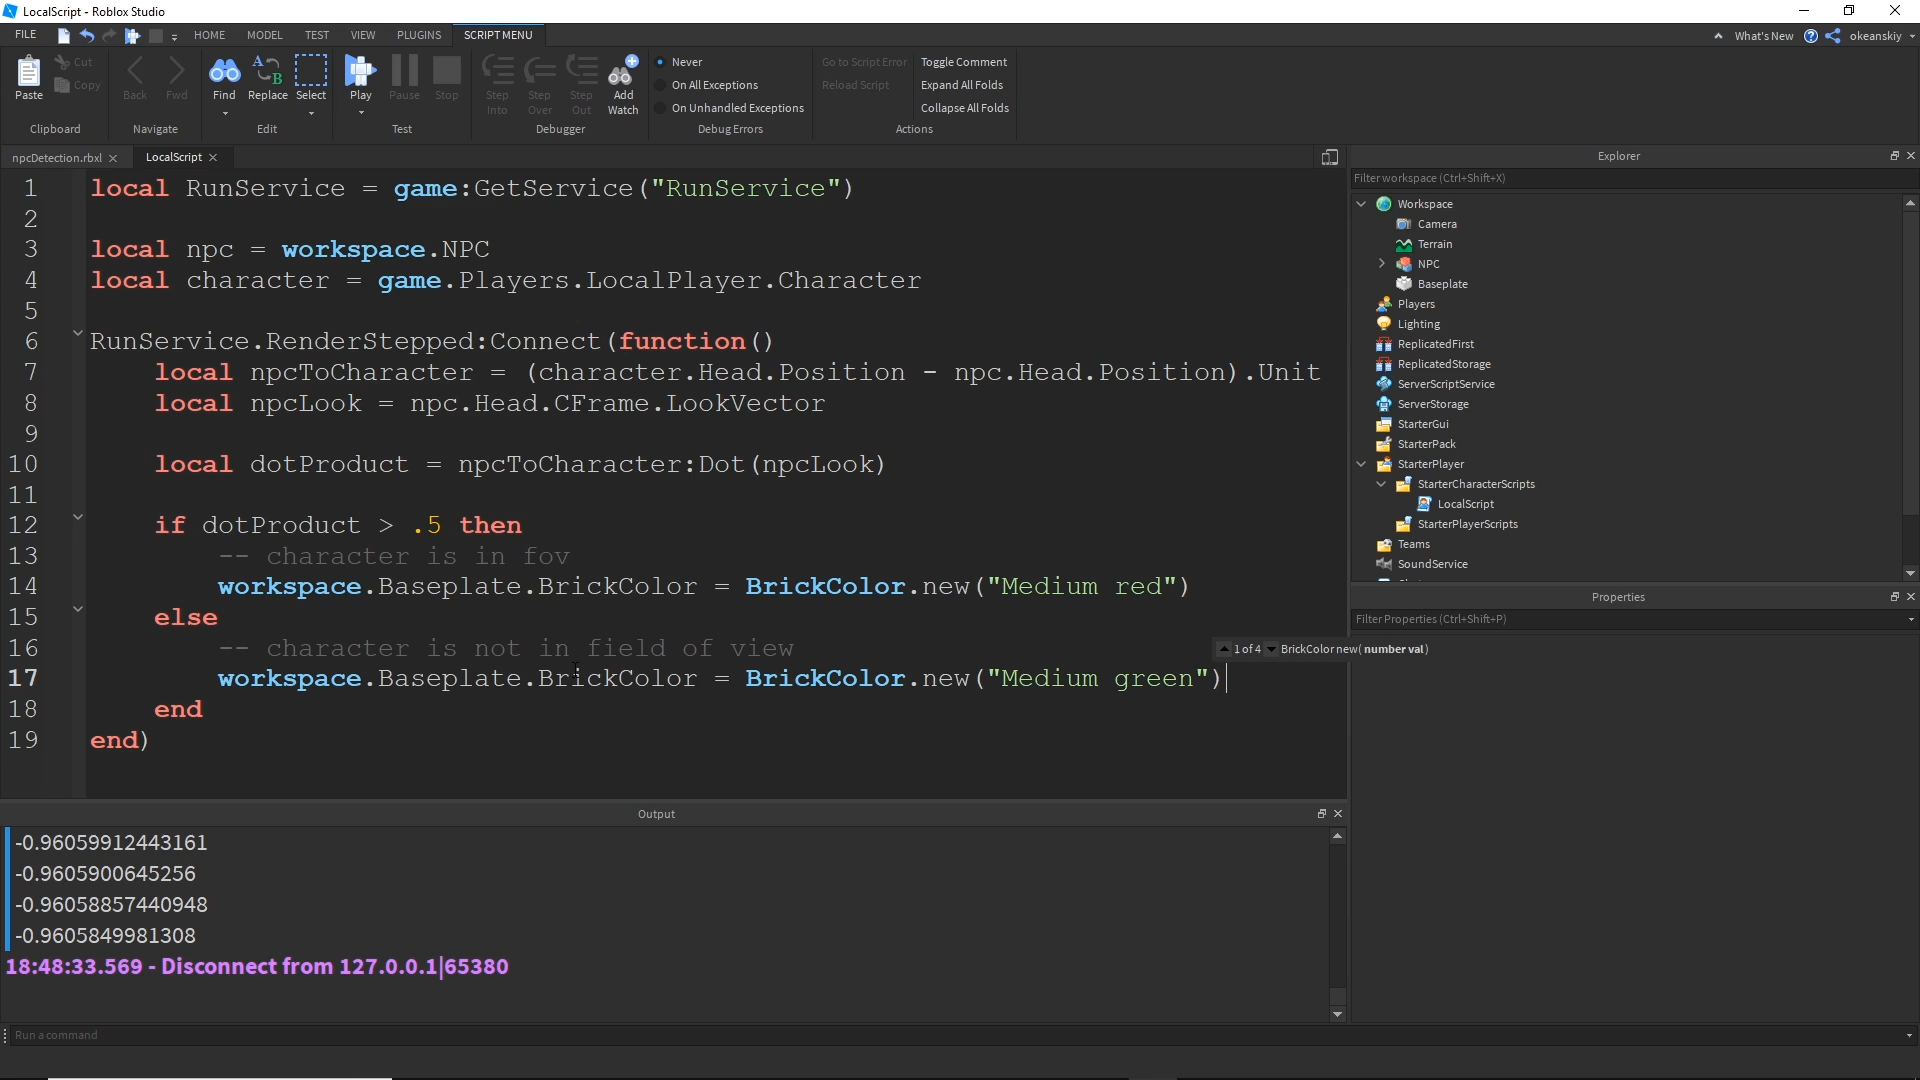 LocalScript - Roblox Studio
FILE HOME MODEL TEST VIEW PLUGINS SCRIPT MENU What's New okeanskiy
Paste Cut Copy Back Fwd Find Replace Select Play Pause Stop Step Into Step Over Step Out Add Watch
Never Go to Script Error Toggle Comment
On All Exceptions Reload Script Expand All Folds
On Unhandled Exceptions Collapse All Folds
Clipboard Navigate Edit Test Debugger Debug Errors Actions
npcDetection.rbxl LocalScript
1 local RunService = game:GetService("RunService")
2
3 local npc = workspace.NPC
4 local character = game.Players.LocalPlayer.Character
5
6 RunService.RenderStepped:Connect(function()
7 local npcToCharacter = (character.Head.Position - npc.Head.Position).Unit
8 local npcLook = npc.Head.CFrame.LookVector
9
10 local dotProduct = npcToCharacter:Dot(npcLook)
11
12 if dotProduct > .5 then
13 -- character is in fov
14 workspace.Baseplate.BrickColor = BrickColor.new("Medium red")
15 else
16 -- character is not in field of view
1 of 4 BrickColor new( number val)
17 workspace.Baseplate.BrickColor = BrickColor.new("Medium green")
18 end
19 end)
Output
-0.96059912443161
-0.9605900645256
-0.96058857440948
-0.9605849981308
18:48:33.569 - Disconnect from 127.0.0.1|65380
Run a command
Explorer
Filter workspace (Ctrl+Shift+X)
Workspace
Camera
Terrain
NPC
Baseplate
Players
Lighting
ReplicatedFirst
ReplicatedStorage
ServerScriptService
ServerStorage
StarterGui
StarterPack
StarterPlayer
StarterCharacterScripts
LocalScript
StarterPlayerScripts
Teams
SoundService
Properties
Filter Properties (Ctrl+Shift+P)